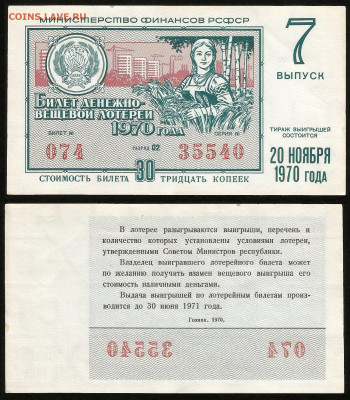 COINS.LAVE.RU
МИНИСТЕРСТВО ФИНАНСОВ РСФСР
7
ВЫПУСК
БИЛЕТ ДЕНЕЖНО-
ВЕЩЕВОЙ ЛОТЕРЕИ
1970 ГОДА
БИЛЕТ № РАЗРЯД 02 СЕРИЯ №
074 35540
СТОИМОСТЬ БИЛЕТА 30 ТРИДЦАТЬ КОПЕЕК
ТИРАЖ ВЫИГРЫШЕЙ
СОСТОИТСЯ
20 НОЯБРЯ
1970 ГОДА
В лотерее разыгрываются выигрыши, перечень и
количество которых установлены условиями лотереи,
утвержденными Советом Министров республики.
Владелец выигравшего лотерейного билета может
по желанию получить взамен вещевого выигрыша его
стоимость наличными деньгами.
Выдача выигрышей по лотерейным билетам произ-
водится до 30 июня 1971 года.
Гознак. 1970.
35540 074